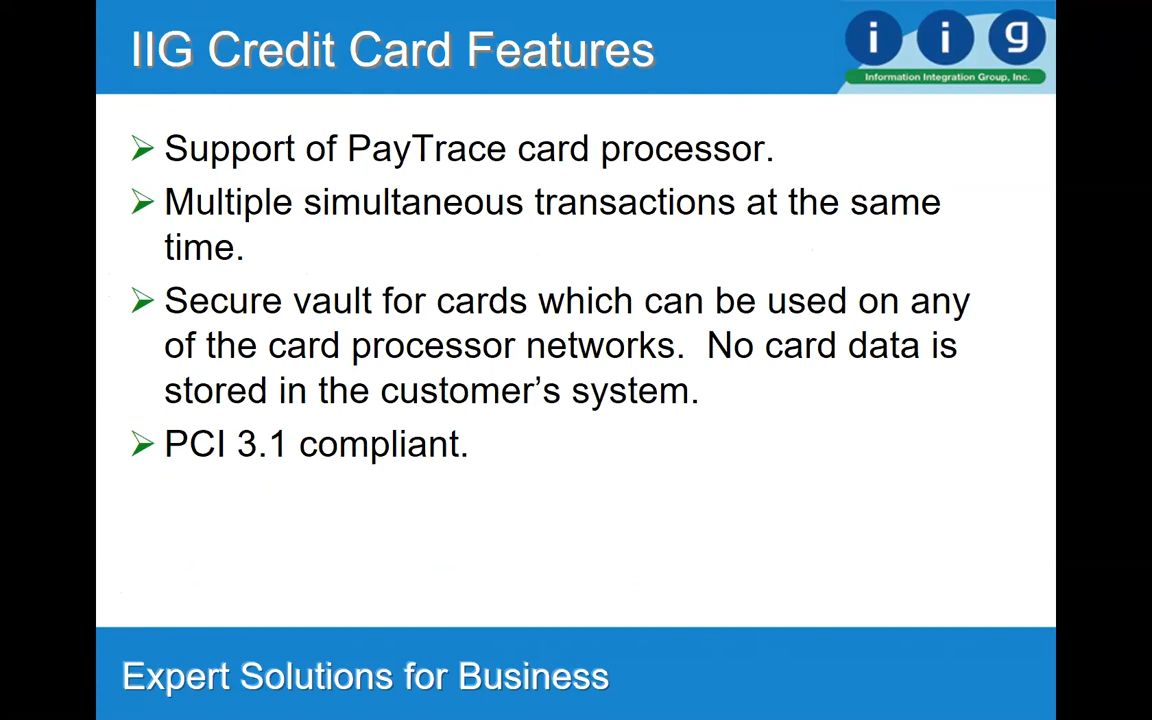 IIG Credit Card Features
i i g
Information Integration Group, Inc.
Support of PayTrace card processor.
Multiple simultaneous transactions at the same
time.
Secure vault for cards which can be used on any
of the card processor networks.  No card data is
stored in the customer’s system.
PCI 3.1 compliant.
Expert Solutions for Business